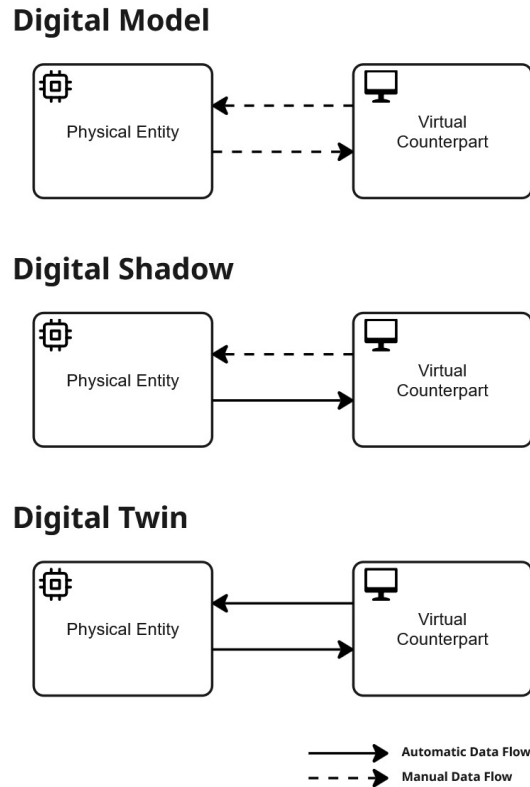 Digital Model
Physical Entity
Virtual
Counterpart
Digital Shadow
Physical Entity
Virtual
Counterpart
Digital Twin
Physical Entity
Virtual
Counterpart
Automatic Data Flow
Manual Data Flow